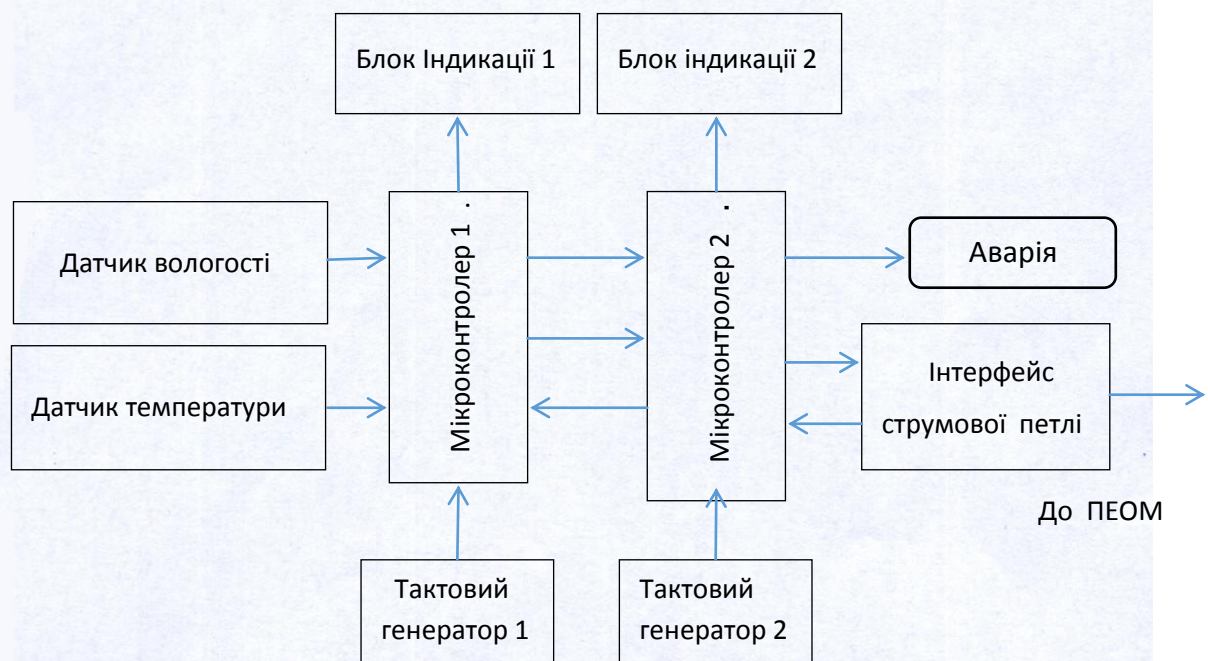 Блок Індикації 1
Блок індикації 2
Датчик вологості
Мікроконтролер 1 .
Мікроконтролер 2 .
Аварія
Датчик температури
Інтерфейс
струмової петлі
До ПЕОМ
Тактовий
генератор 1
Тактовий
генератор 2